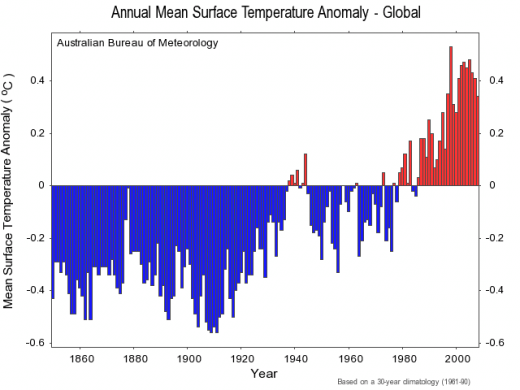 Annual Mean Surface Temperature Anomaly - Global
Australian Bureau of Meteorology
Mean Surface Temperature Anomaly ( °C )
0.4 0.4
0.2 0.2
0 0
-0.2 -0.2
-0.4 -0.4
-0.6 -0.6
1860 1880 1900 1920 1940 1960 1980 2000
Year
Based on a 30-year climatology (1961-90)